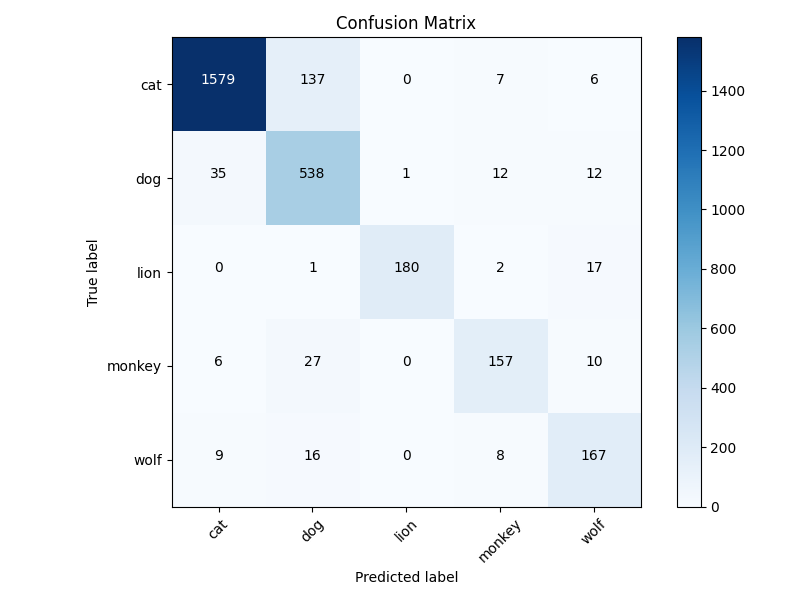 Confusion Matrix
cat 1579 137 0 7 6
dog 35 538 1 12 12
lion 0 1 180 2 17
monkey 6 27 0 157 10
wolf 9 16 0 8 167
True label
cat dog lion monkey wolf
Predicted label
1400
1200
1000
800
600
400
200
0